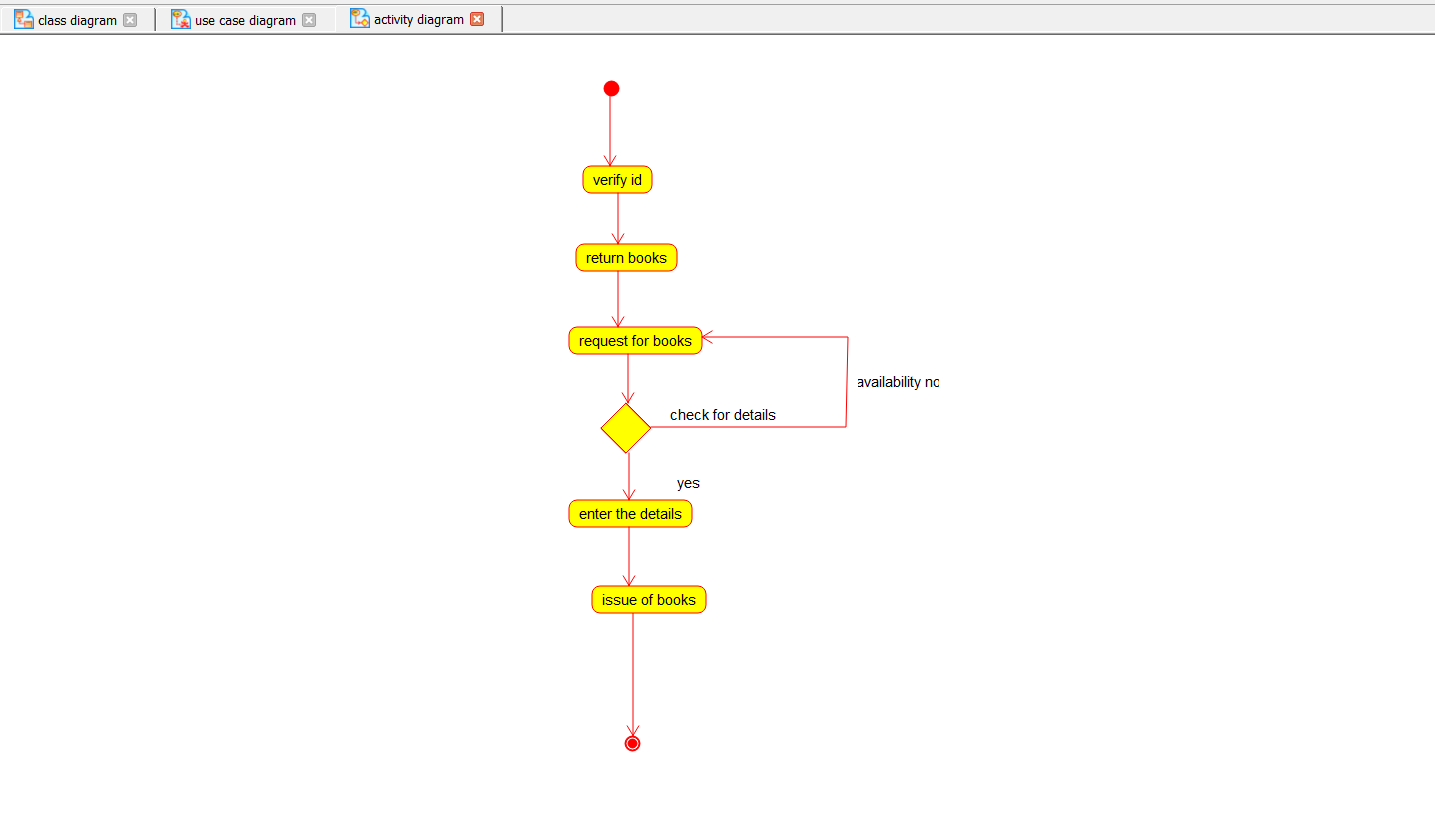 class diagram use case diagram activity diagram
verify id
return books
request for books
availability no
check for details
yes
enter the details
issue of books